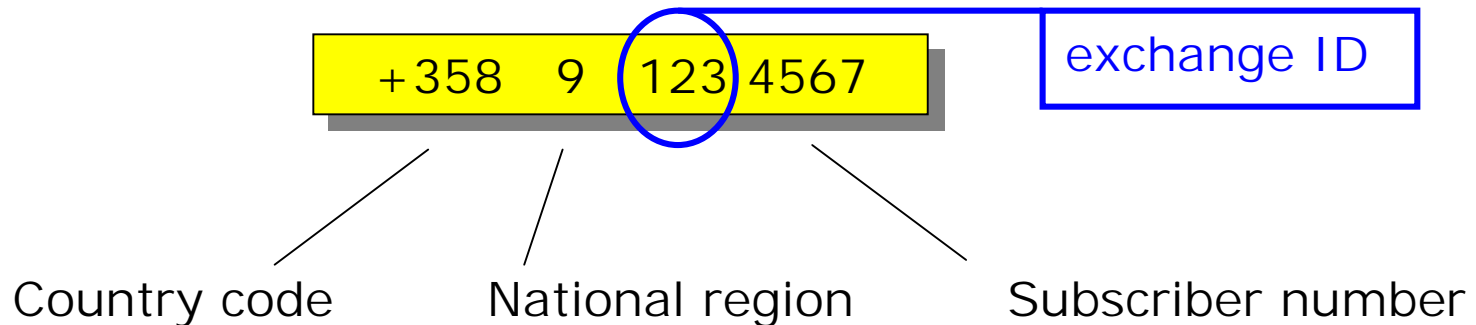 exchange ID
+358 9 123 4567
Country code National region Subscriber number